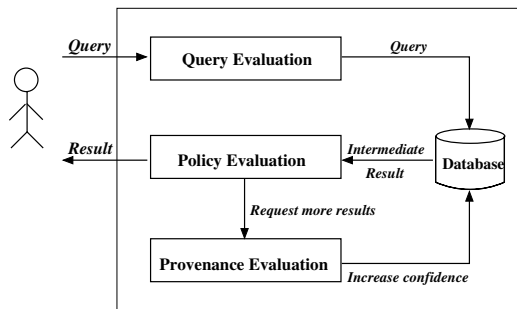 Query
Query Evaluation
Query
Result
Policy Evaluation
Intermediate
Result
Database
Request more results
Provenance Evaluation
Increase confidence